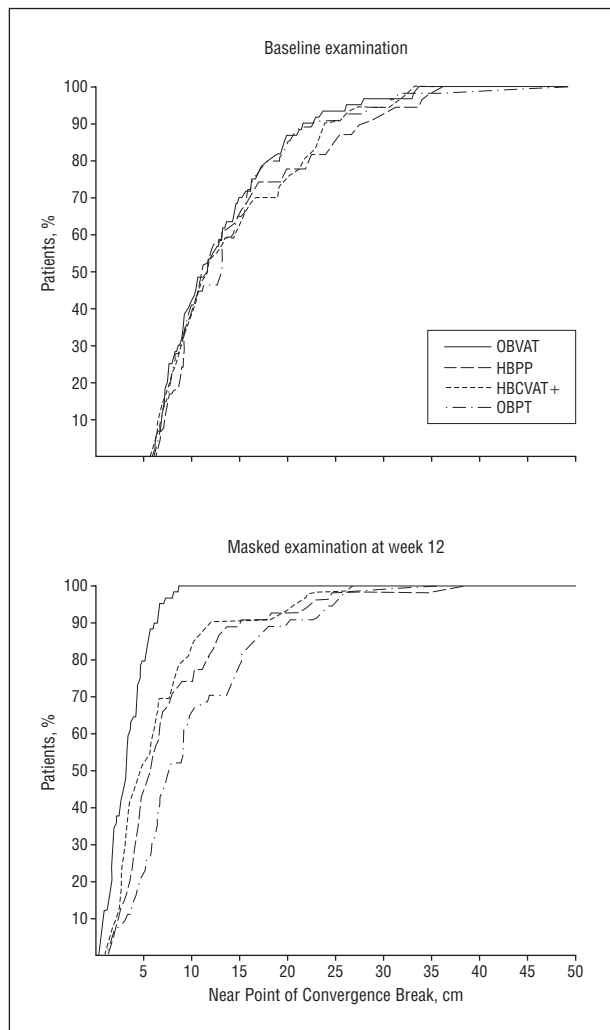 Baseline examination
100
90
80
70
60
50
40
30
20
10
Patients, %
OBVAT
HBPP
HBCVAT+
OBPT
Masked examination at week 12
100
90
80
70
60
50
40
30
20
10
Patients, %
5 10 15 20 25 30 35 40 45 50
Near Point of Convergence Break, cm